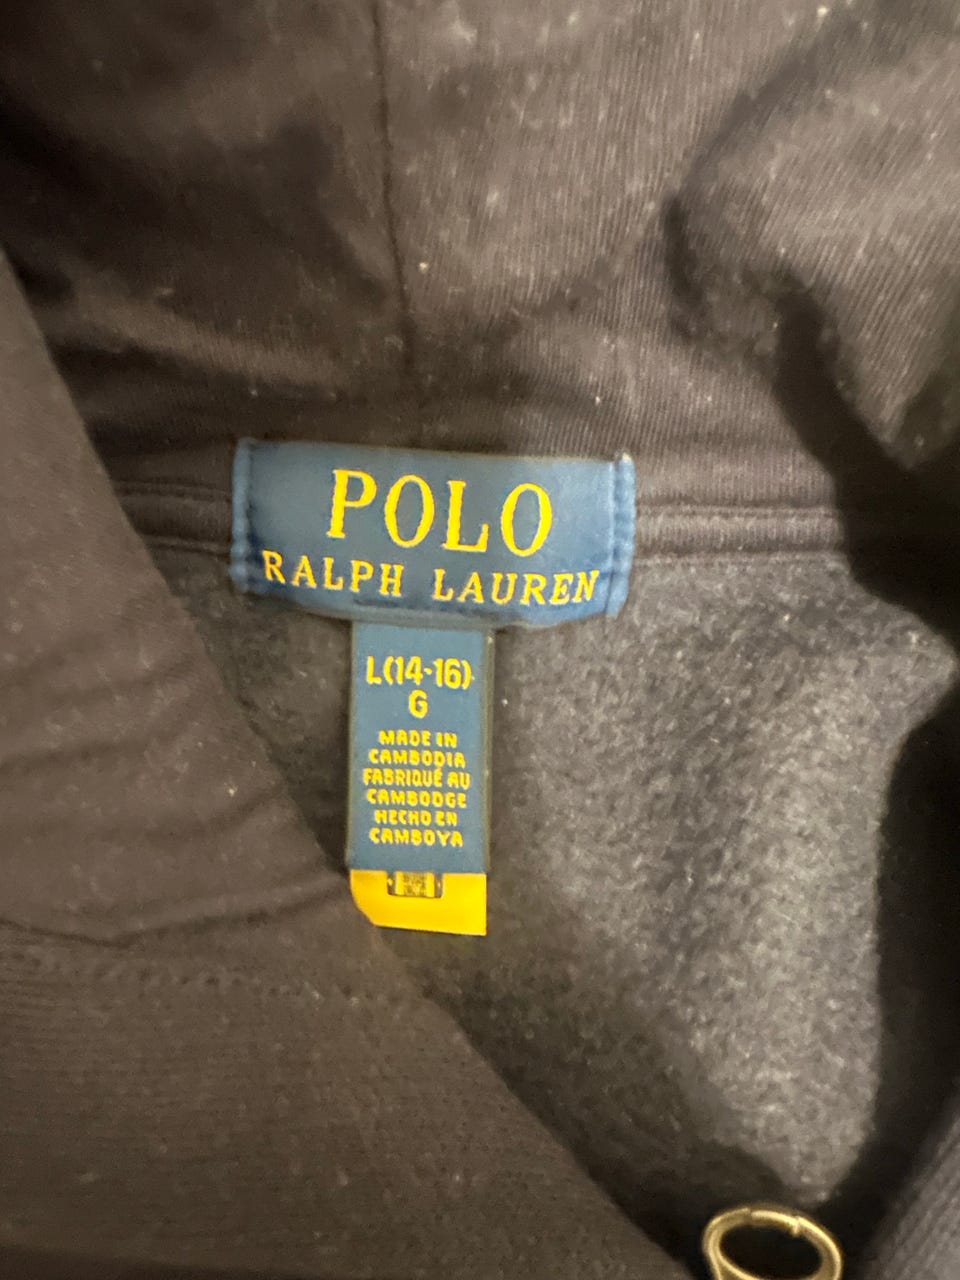 POLO
RALPH LAUREN
L(14-16)
G
MADE IN
CAMBODIA
FABRIQUÉ AU
CAMBODGE
HECHO EN
CAMBOYA